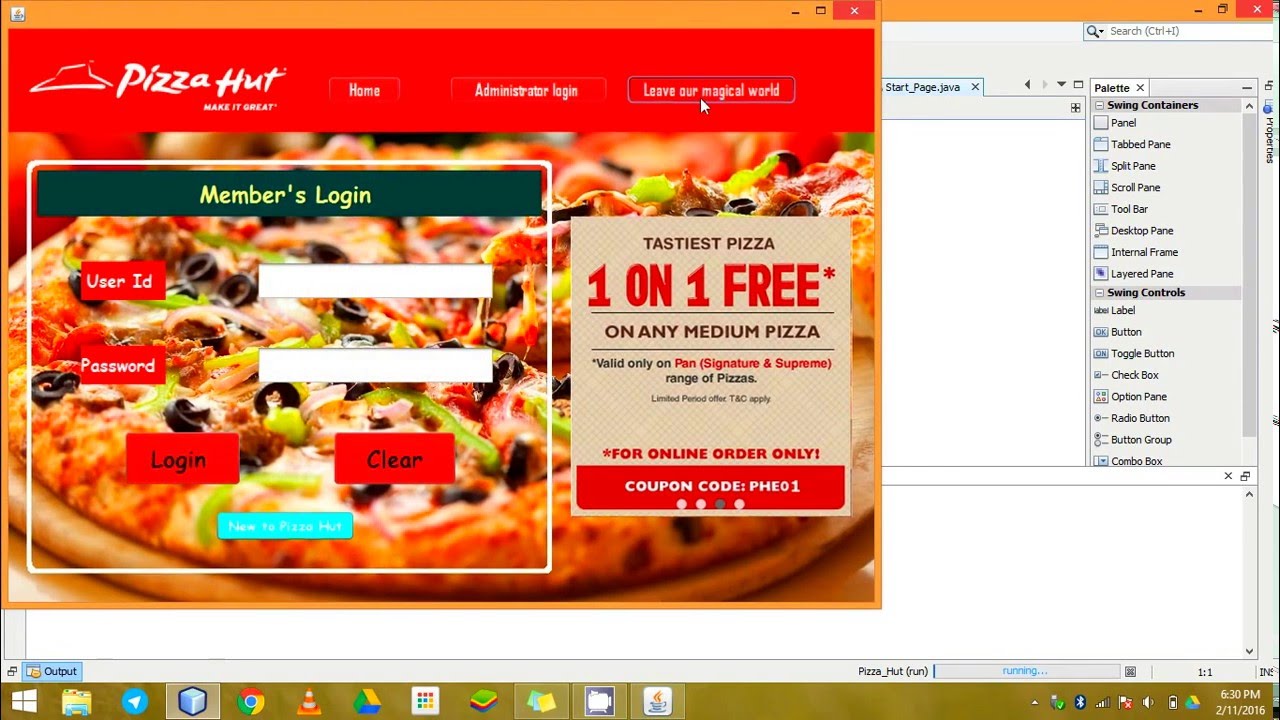 Pizza Hut
MAKE IT GREAT
Home
Administrator login
Leave our magical world
Member's Login
User Id
Password
Login
Clear
New to Pizza Hut
TASTIEST PIZZA
1 ON 1 FREE*
ON ANY MEDIUM PIZZA
*Valid only on Pan (Signature & Supreme)
range of Pizzas.
Limited Period offer. T&C apply.
*FOR ONLINE ORDER ONLY!
COUPON CODE: PHE01
Search (Ctrl+I)
Start_Page.java
Palette
Swing Containers
Panel
Tabbed Pane
Split Pane
Scroll Pane
Tool Bar
Desktop Pane
Internal Frame
Layered Pane
Swing Controls
label Label
OK Button
ON Toggle Button
Check Box
Option Pane
Radio Button
Button Group
Combo Box
Properties
Output
Pizza_Hut (run)
running...
1:1
INS
6:30 PM
2/11/2016